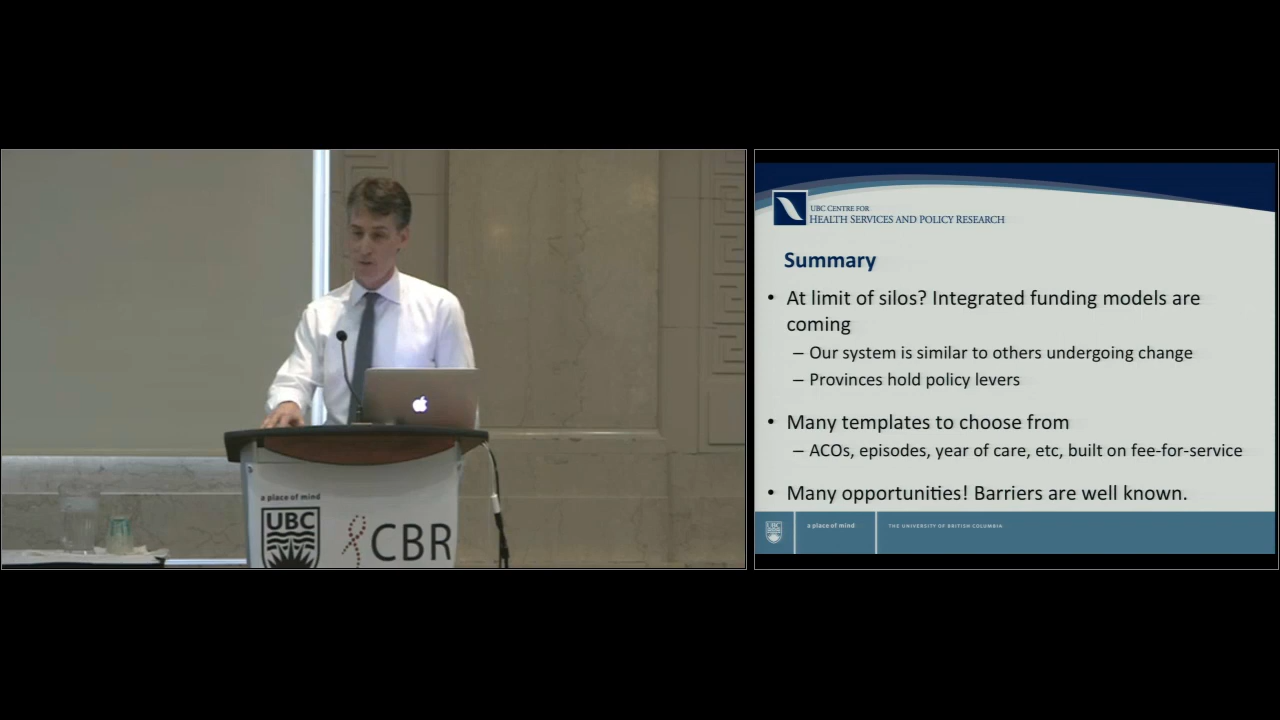 a place of mind
UBC
CBR
UBC CENTRE FOR
HEALTH SERVICES AND POLICY RESEARCH
Summary
• At limit of silos? Integrated funding models are
coming
– Our system is similar to others undergoing change
– Provinces hold policy levers
• Many templates to choose from
– ACOs, episodes, year of care, etc, built on fee-for-service
• Many opportunities! Barriers are well known.
UBC
a place of mind
THE UNIVERSITY OF BRITISH COLUMBIA